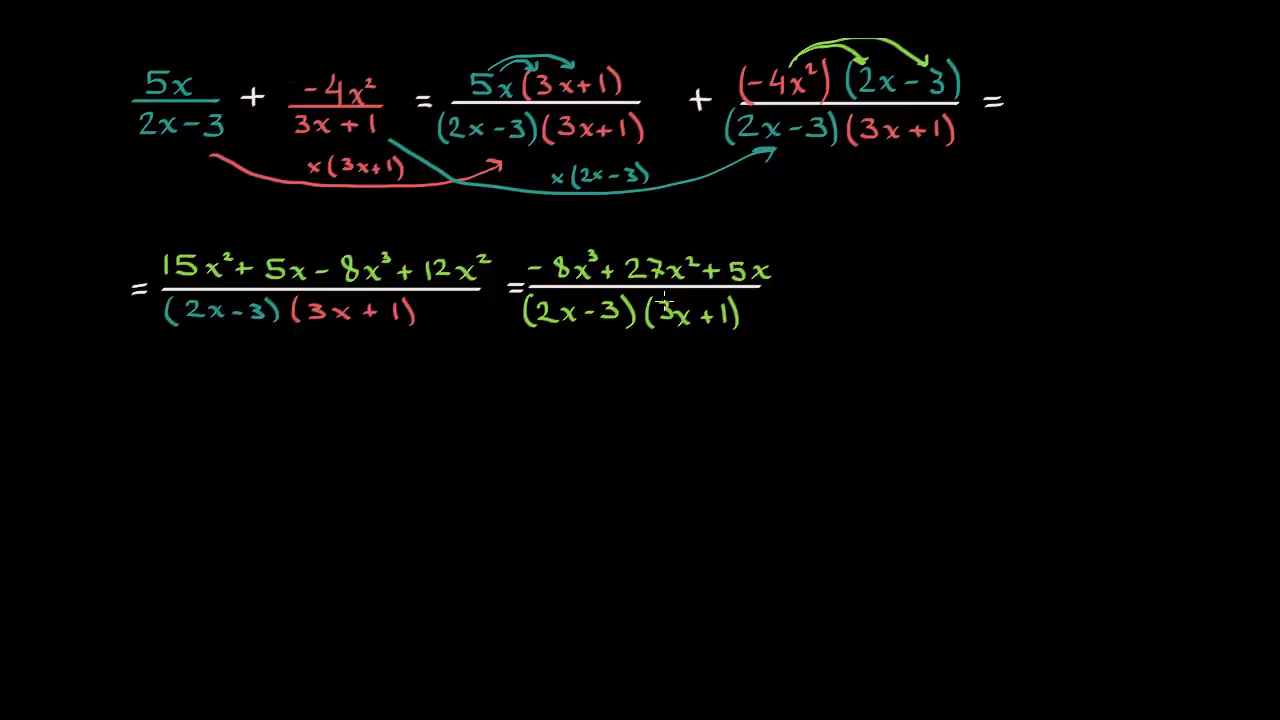 5x/(2x-3) + -4x²/(3x+1) = 5x(3x+1)/(2x-3)(3x+1) + (-4x²)(2x-3)/(2x-3)(3x+1) =
x(3x+1) x(2x-3)
= 15x²+5x-8x³+12x²/(2x-3)(3x+1) = -8x³+27x²+5x/(2x-3)(3x+1)